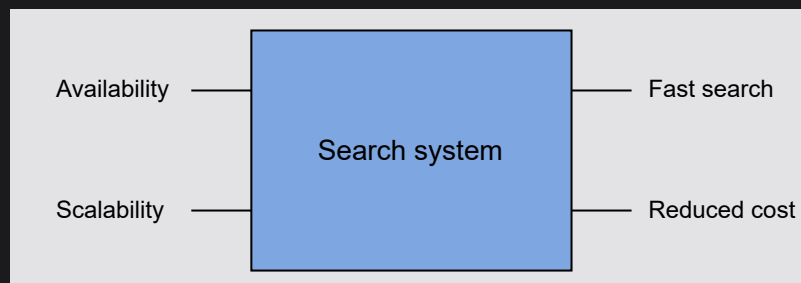 Availability
Fast search
Search system
Scalability
Reduced cost